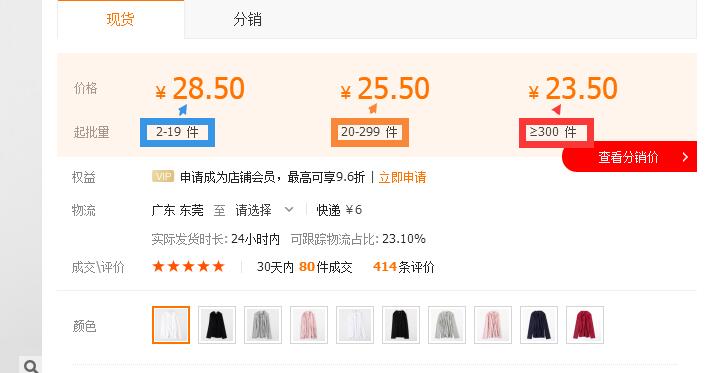 现货 分销
价格 ¥ 28.50 ¥ 25.50 ¥ 23.50
起批量 2-19 件 20-299 件 ≥300 件
查看分销价 >
权益 VIP 申请成为店铺会员，最高可享9.6折 | 立即申请
物流 广东 东莞 至 请选择 快递 ¥6
实际发货时长: 24小时内 可跟踪物流占比: 23.10%
成交\评价 ★★★★★ 30天内 80件成交 414条评价
颜色